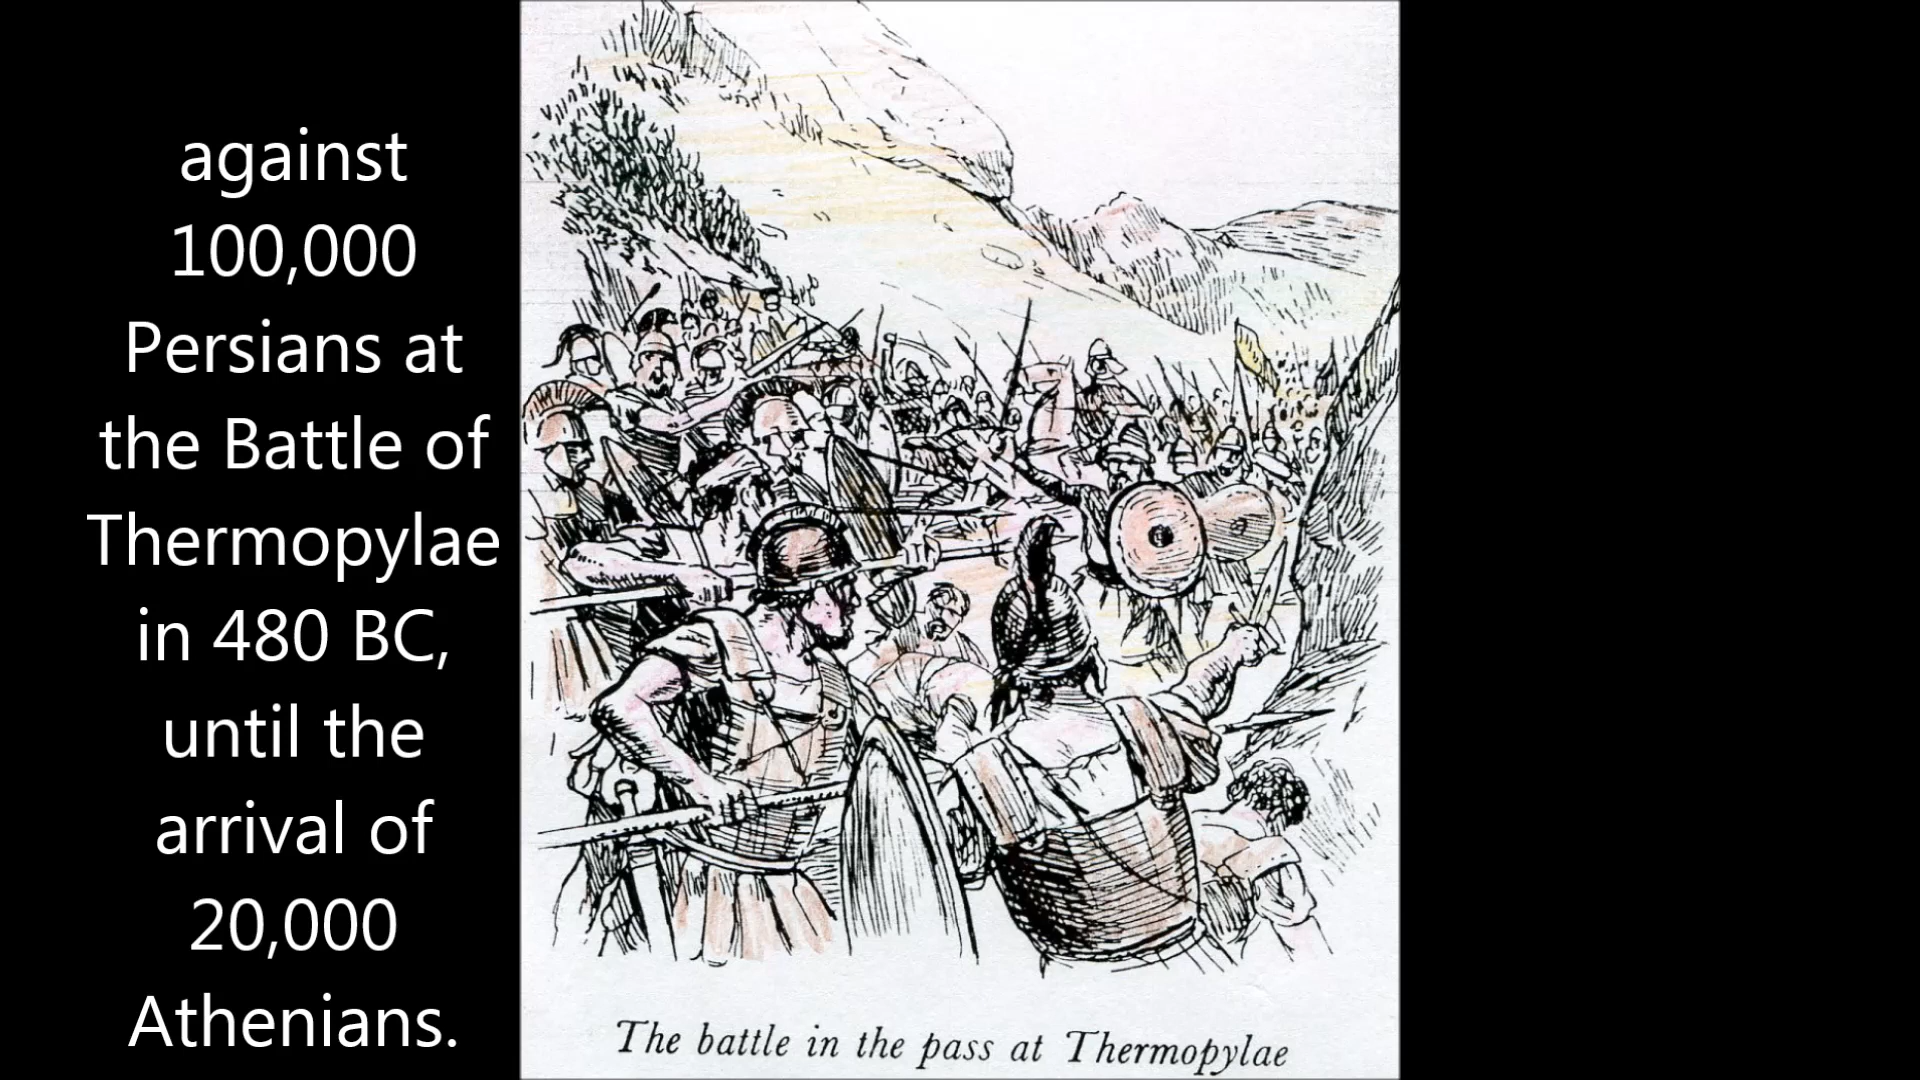 against
100,000
Persians at
the Battle of
Thermopylae
in 480 BC,
until the
arrival of
20,000
Athenians.
The battle in the pass at Thermopylae